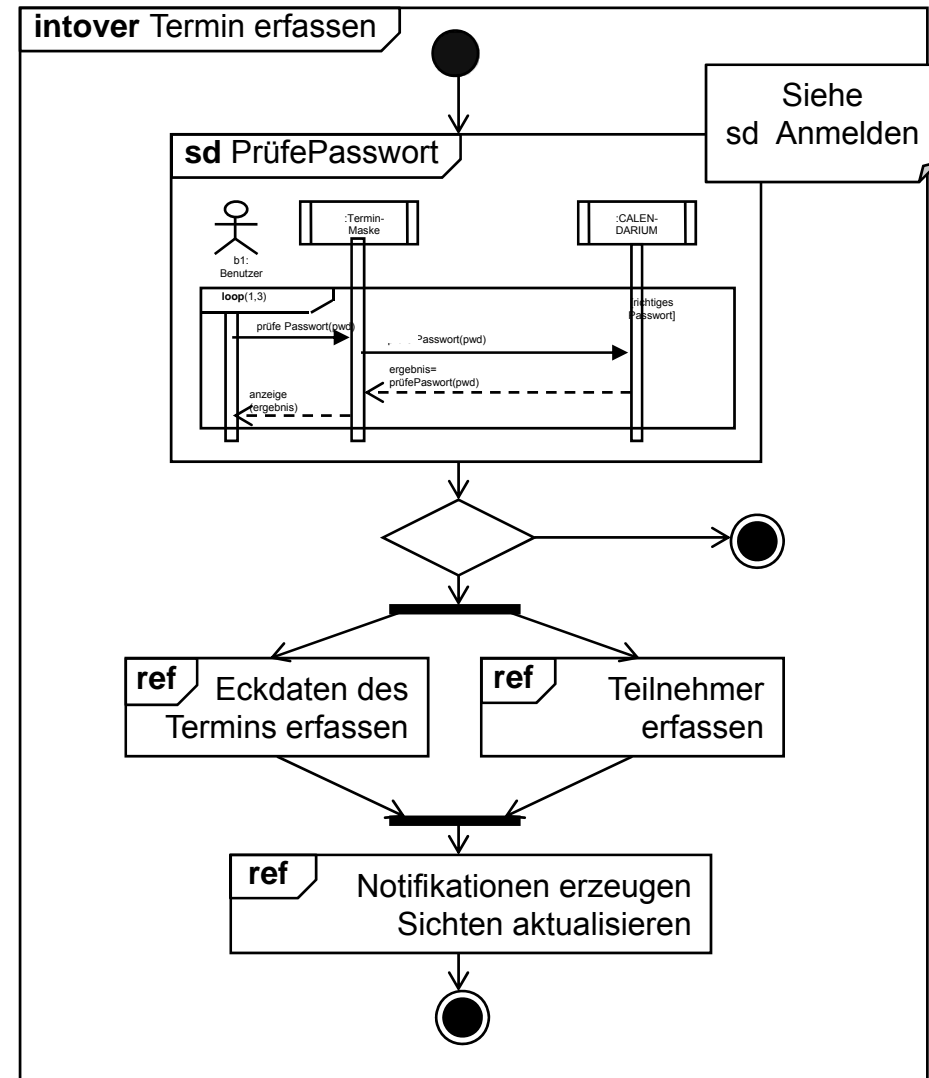 intover Termin erfassen
Siehe
sd Anmelden
sd PrüfePasswort
b1:
Benutzer
:Termin-
Maske
:CALEN-
DARIUM
loop(1,3)
richtiges
Passwort]
prüfe Passwort(pwd)
Passwort(pwd)
ergebnis=
prüfePaswort(pwd)
anzeige
(ergebnis)
ref Eckdaten des
Termins erfassen
ref Teilnehmer
erfassen
ref Notifikationen erzeugen
Sichten aktualisieren